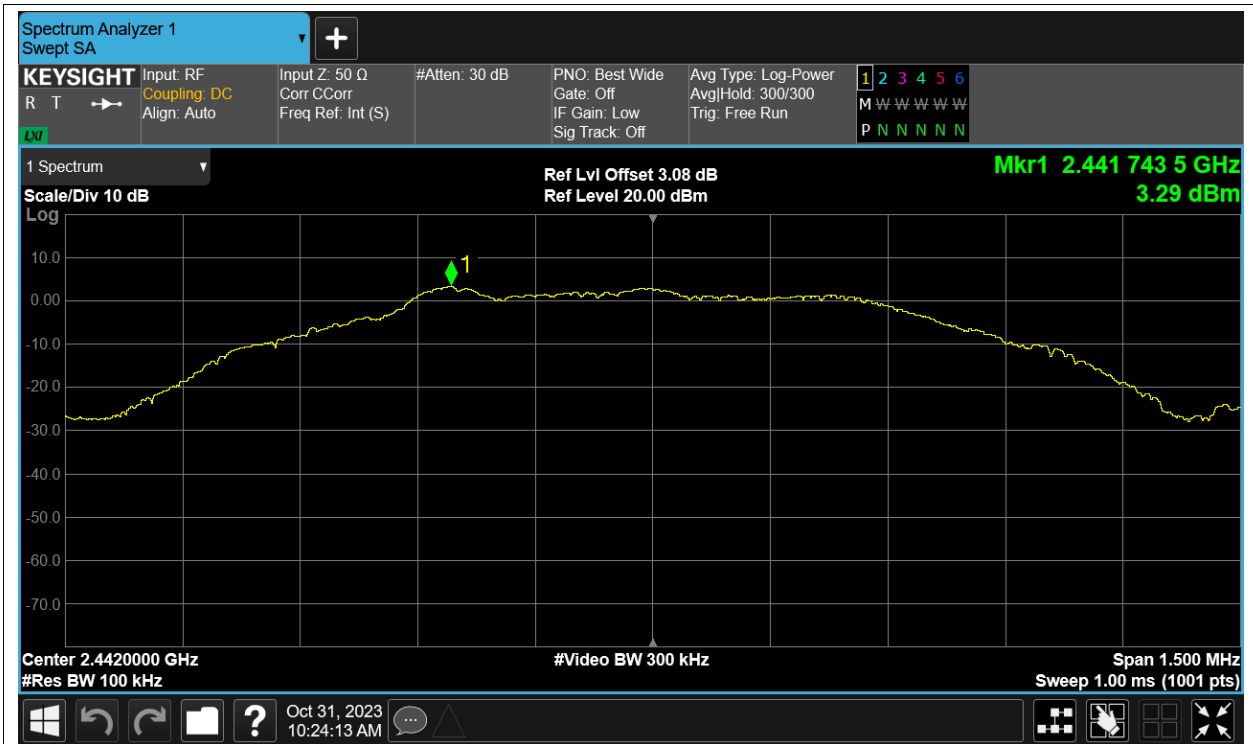 Spectrum Analyzer 1
Swept SA
KEYSIGHT
R T
LXI
Input: RF
Coupling: DC
Align: Auto
Input Z: 50 Ω
Corr CCorr
Freq Ref: Int (S)
#Atten: 30 dB
PNO: Best Wide
Gate: Off
IF Gain: Low
Sig Track: Off
Avg Type: Log-Power
Avg|Hold: 300/300
Trig: Free Run
1 2 3 4 5 6
M W W W W W
P N N N N N
1 Spectrum
Scale/Div 10 dB
Ref Lvl Offset 3.08 dB
Ref Level 20.00 dBm
Mkr1 2.441 743 5 GHz
3.29 dBm
Log
1
10.0
0.00
-10.0
-20.0
-30.0
-40.0
-50.0
-60.0
-70.0
Center 2.4420000 GHz
#Video BW 300 kHz
Span 1.500 MHz
#Res BW 100 kHz
Sweep 1.00 ms (1001 pts)
?
Oct 31, 2023
10:24:13 AM